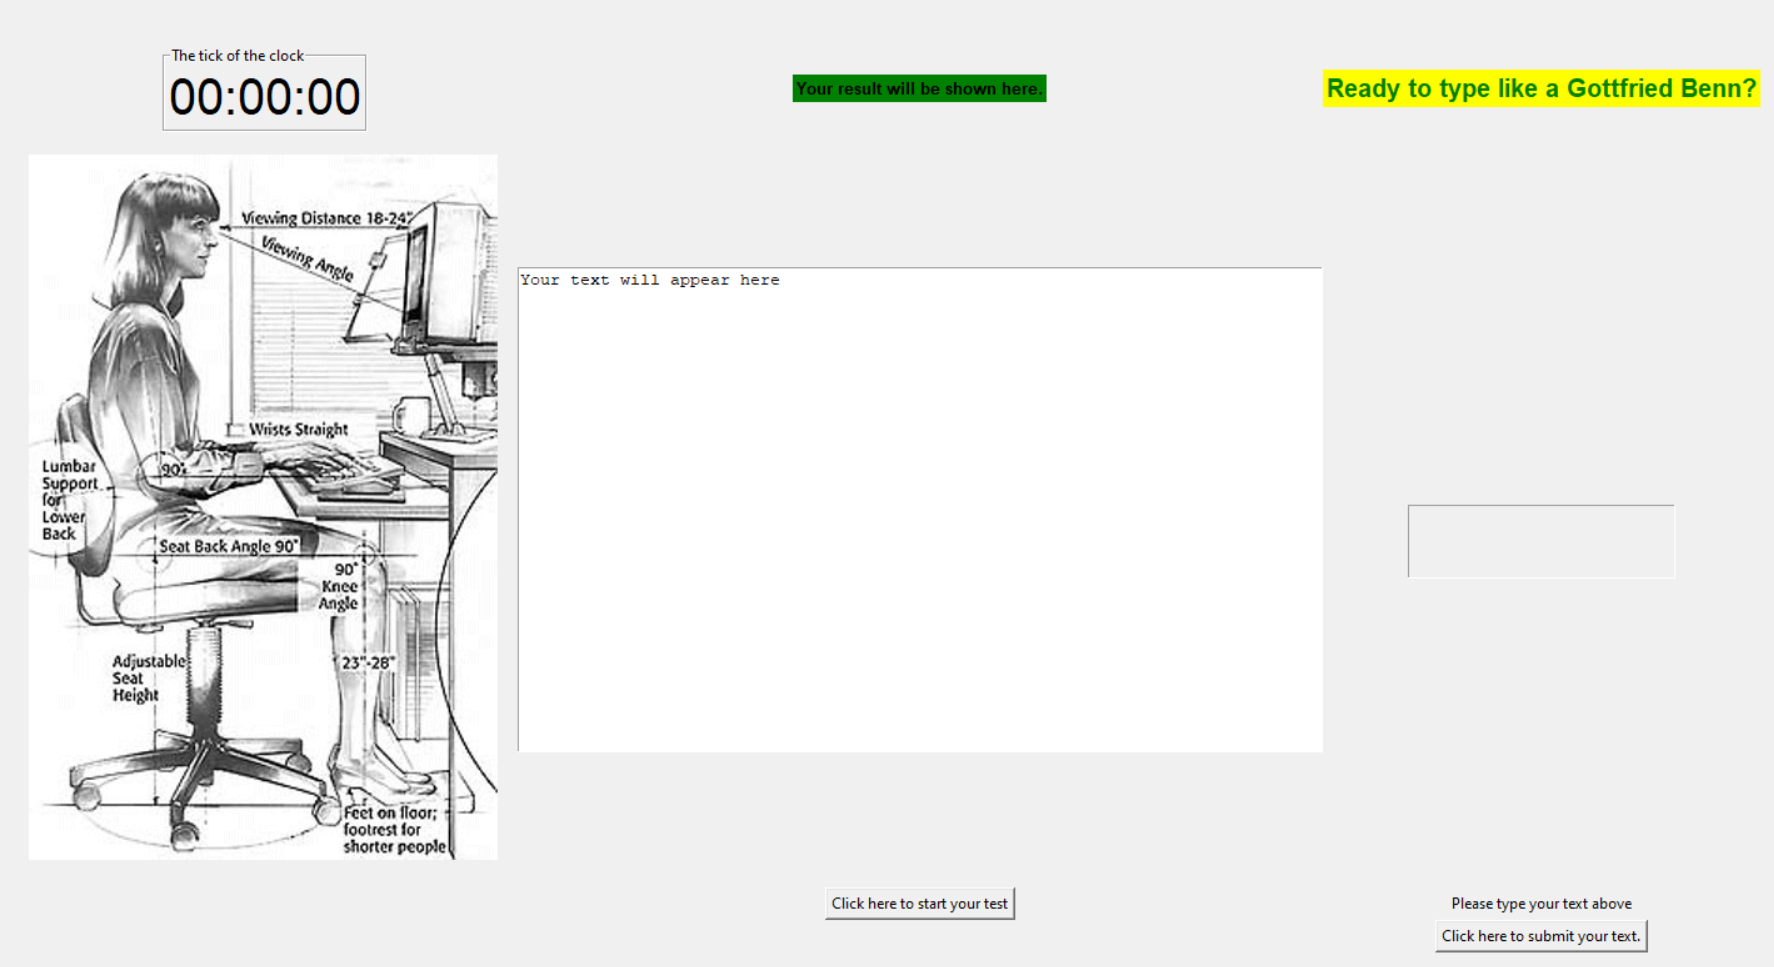 The tick of the clock
00:00:00
Your result will be shown here.
Ready to type like a Gottfried Benn?
Viewing Distance 18-24"
Viewing Angle
Wrists Straight
90°
Lumbar
Support
for
Lower
Back
Seat Back Angle 90°
90°
Knee
Angle
23"-28"
Adjustable
Seat
Height
Feet on floor;
footrest for
shorter people
Your text will appear here
Click here to start your test
Please type your text above
Click here to submit your text.